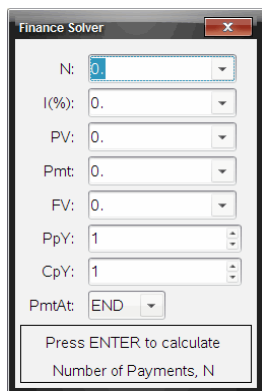 Finance Solver
N: 0.
I(%): 0.
PV: 0.
Pmt: 0.
FV: 0.
PpY: 1
CpY: 1
PmtAt: END
Press ENTER to calculate
Number of Payments, N